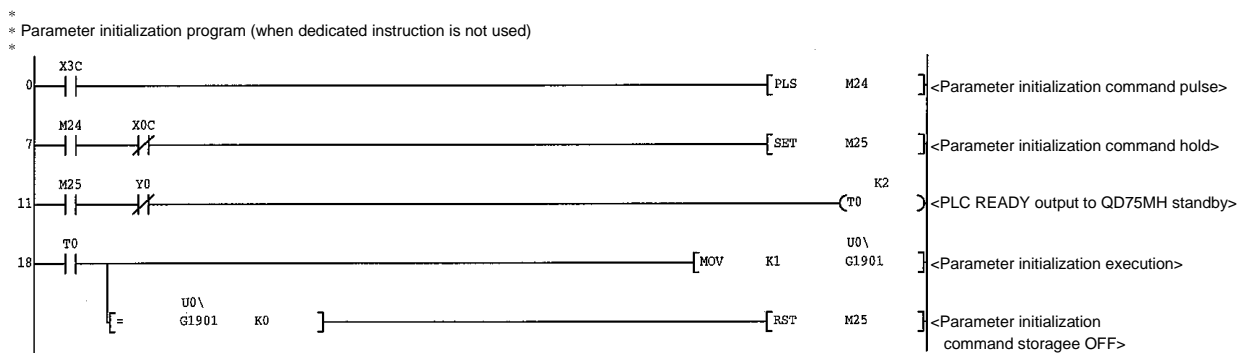 *
* Parameter initialization program (when dedicated instruction is not used)
*
X3C
0 [PLS M24 ] <Parameter initialization command pulse>
M24 X0C
7 [SET M25 ] <Parameter initialization command hold>
M25 Y0 K2
11 (T0 ) <PLC READY output to QD75MH standby>
T0 U0\
18 [MOV K1 G1901 ] <Parameter initialization execution>
U0\
[= G1901 K0 ] [RST M25 ] <Parameter initialization
command storagee OFF>